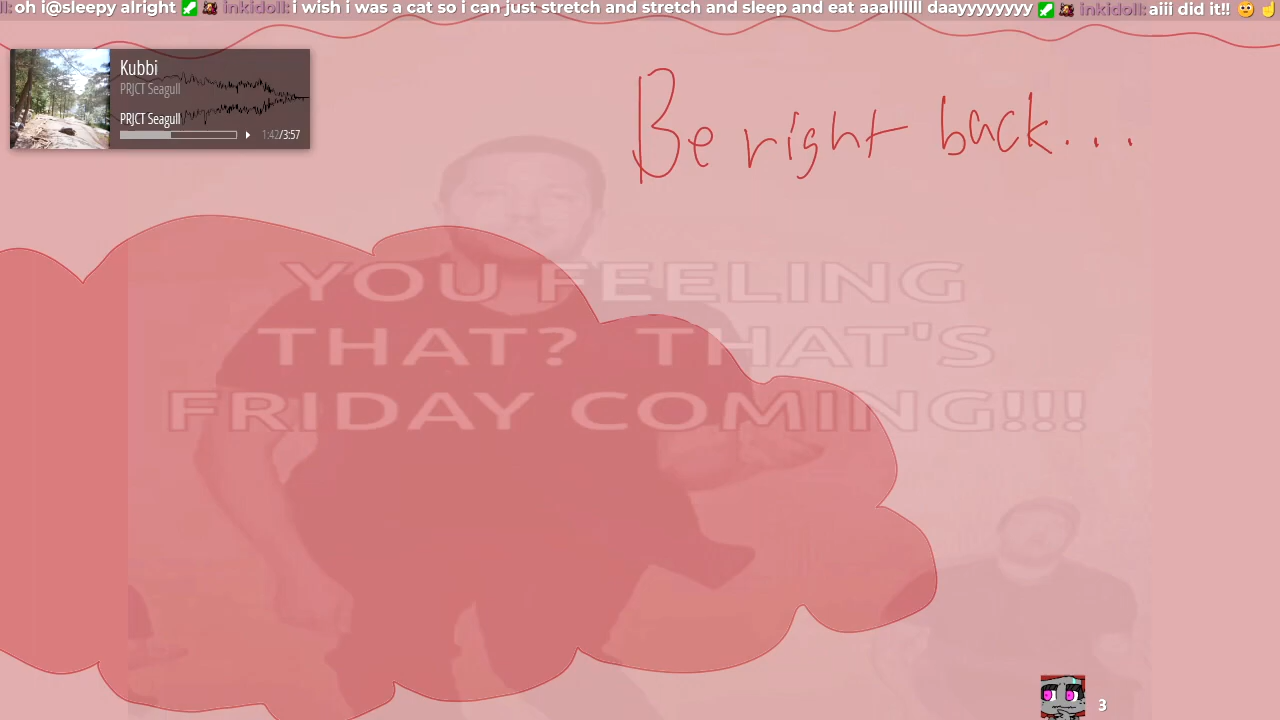 oh i@sleepy alright inkidoll: i wish i was a cat so i can just stretch and stretch and sleep and eat aaalllllll daayyyyyyyy inkidoll: aiii did it!!
Kubbi
PRJCT Seagull
PRJCT Seagull
1:42/3:57
Be right back...
YOU FEELING
THAT? THAT'S
FRIDAY COMING!!!
3